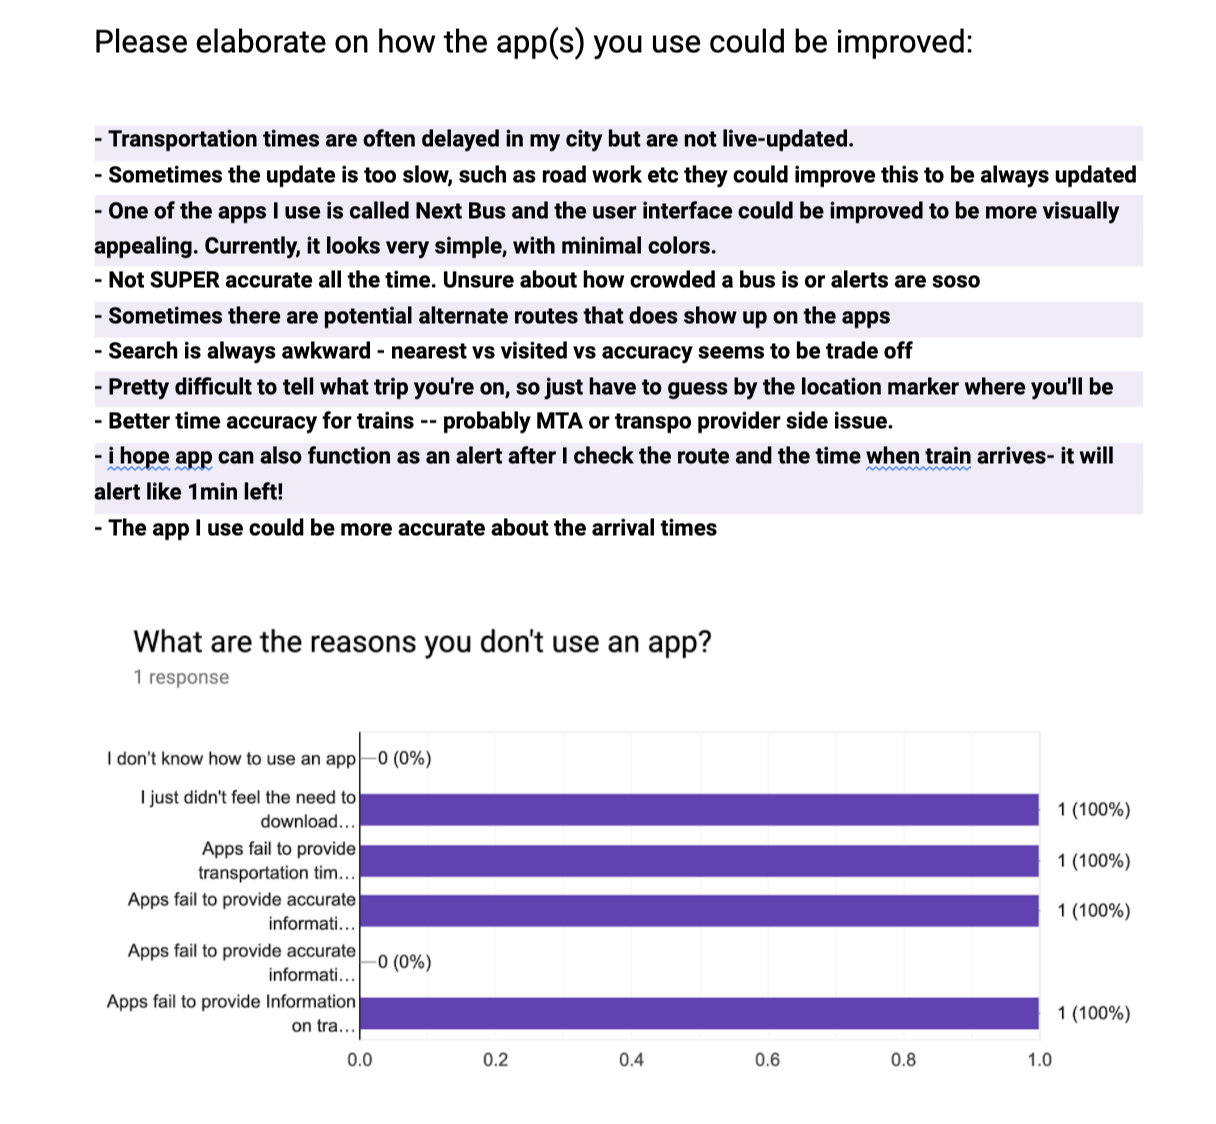 Please elaborate on how the app(s) you use could be improved:
- Transportation times are often delayed in my city but are not live-updated.
- Sometimes the update is too slow, such as road work etc they could improve this to be always updated
- One of the apps I use is called Next Bus and the user interface could be improved to be more visually
appealing. Currently, it looks very simple, with minimal colors.
- Not SUPER accurate all the time. Unsure about how crowded a bus is or alerts are soso
- Sometimes there are potential alternate routes that does show up on the apps
- Search is always awkward - nearest vs visited vs accuracy seems to be trade off
- Pretty difficult to tell what trip you're on, so just have to guess by the location marker where you'll be
- Better time accuracy for trains -- probably MTA or transpo provider side issue.
- i hope app can also function as an alert after I check the route and the time when train arrives- it will
alert like 1min left!
- The app I use could be more accurate about the arrival times
What are the reasons you don't use an app?
1 response
I don't know how to use an app 0 (0%)
I just didn't feel the need to
download... 1 (100%)
Apps fail to provide
transportation tim... 1 (100%)
Apps fail to provide accurate
informati... 1 (100%)
Apps fail to provide accurate
informati... 0 (0%)
Apps fail to provide Information
on tra... 1 (100%)
0.0 0.2 0.4 0.6 0.8 1.0